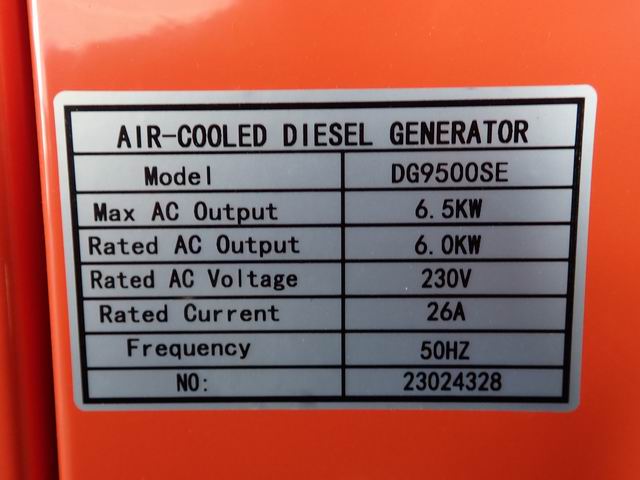 AIR-COOLED DIESEL GENERATOR
Model DG9500SE
Max AC Output 6.5KW
Rated AC Output 6.0KW
Rated AC Voltage 230V
Rated Current 26A
Frequency 50HZ
NO: 23024328